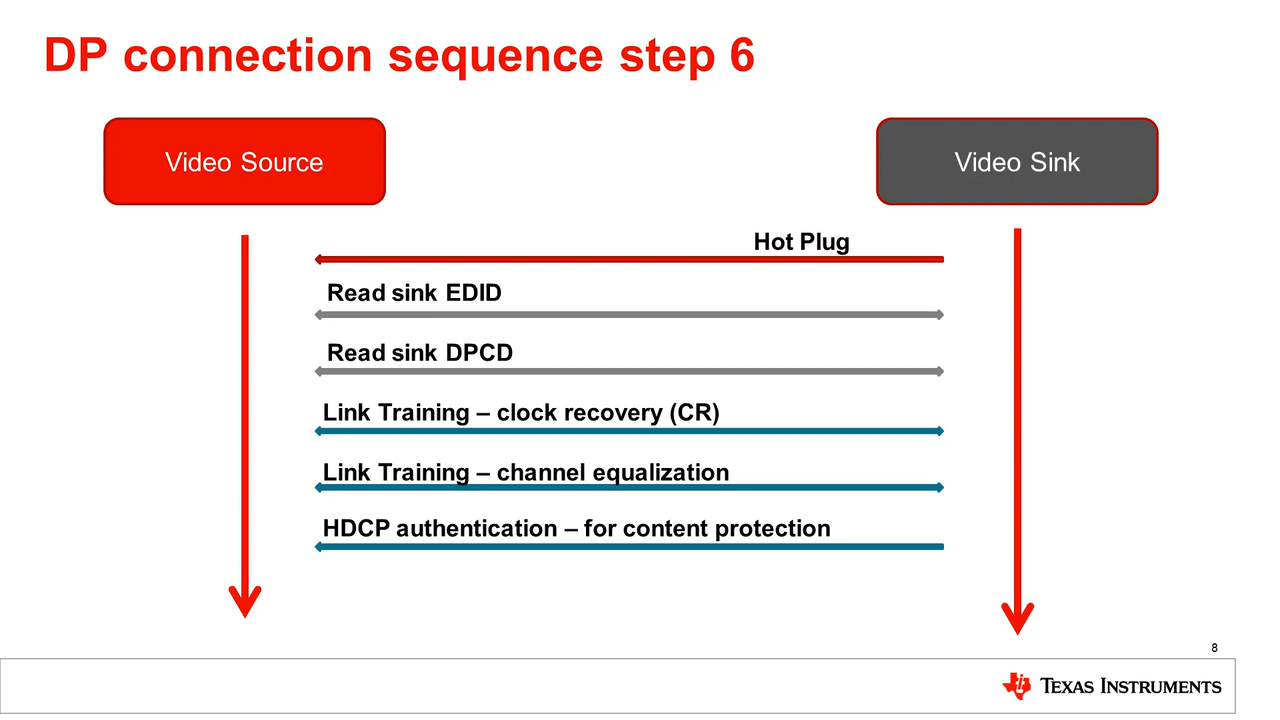 DP connection sequence step 6
Video Source
Video Sink
Hot Plug
Read sink EDID
Read sink DPCD
Link Training – clock recovery (CR)
Link Training – channel equalization
HDCP authentication – for content protection
8
TEXAS INSTRUMENTS